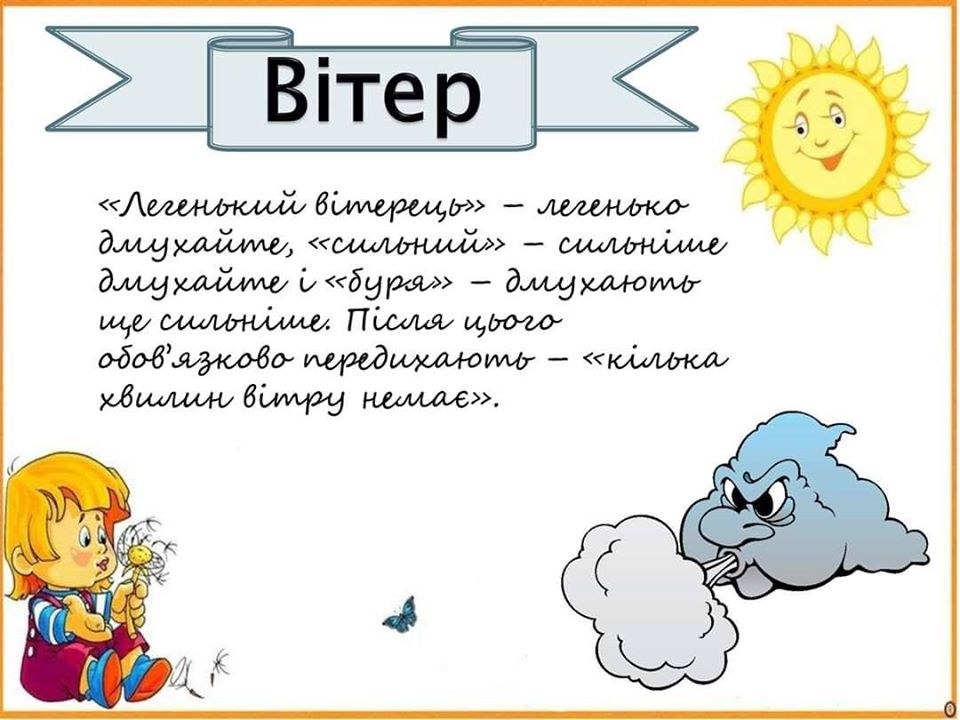 Вітер
«Легенький вітерець» – легенько
дмухайте, «сильний» – сильніше
дмухайте і «буря» – дмухають
ще сильніше. Після цього
обов'язково передихають – «кілька
хвилин вітру немає».